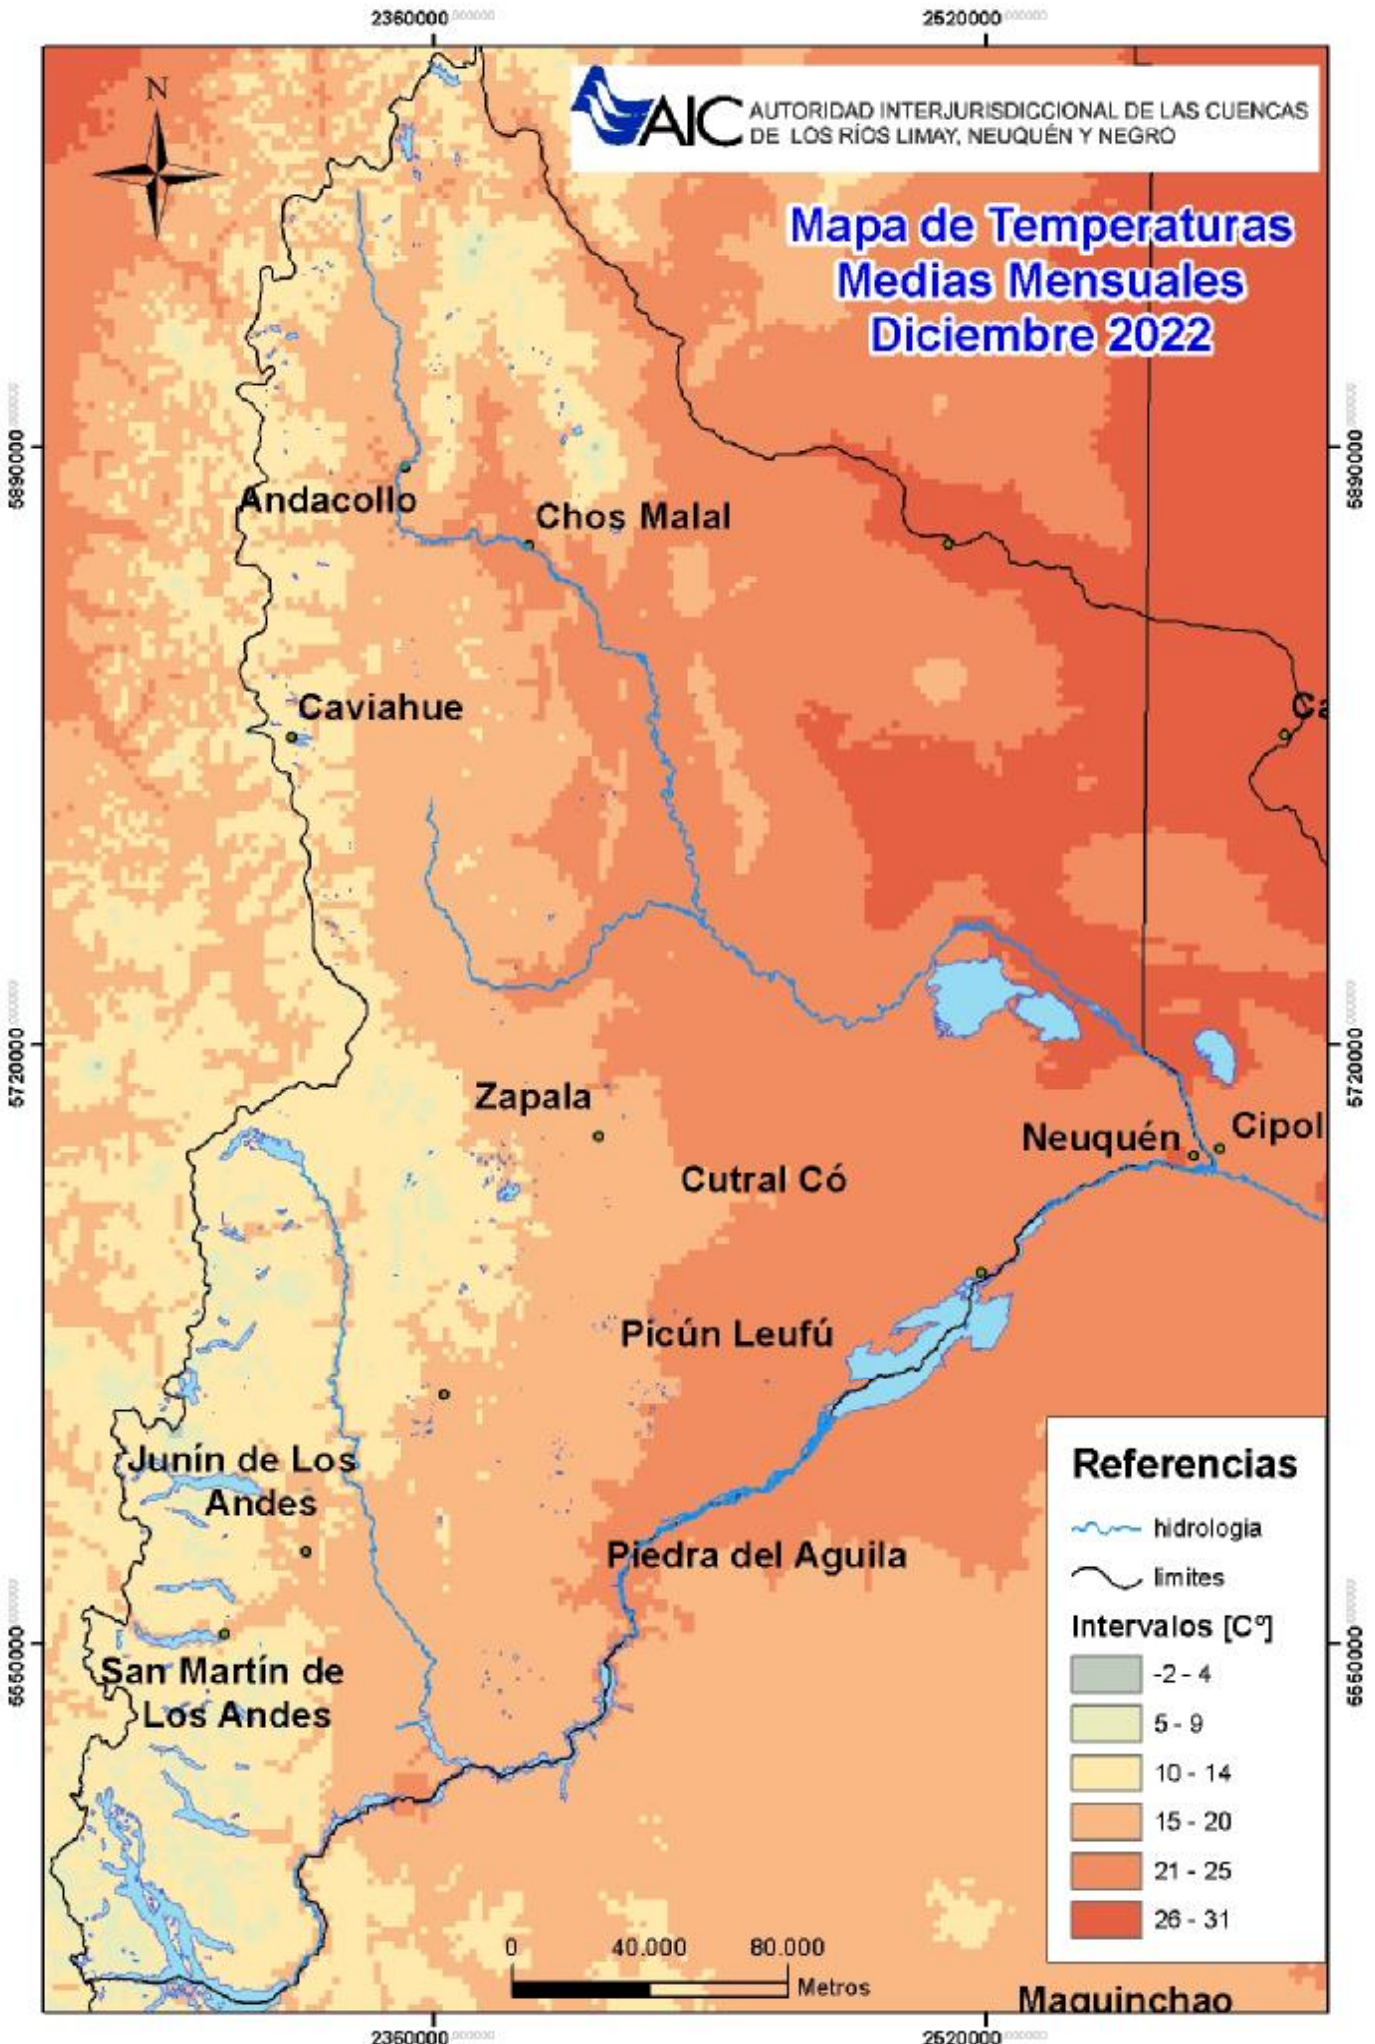 2360000 2520000
N
AIC AUTORIDAD INTERJURISDICCIONAL DE LAS CUENCAS
DE LOS RÍOS LIMAY, NEUQUÉN Y NEGRO
Mapa de Temperaturas
Medias Mensuales
Diciembre 2022
5890000 5890000
Andacollo
Chos Malal
Caviahue
Ca
5720000 5720000
Zapala
Neuquén
Cipol
Cutral Có
Picún Leufú
Junín de Los
Andes
Referencias
hidrologia
limites
Piedra del Aguila
Intervalos [Cº]
5550000 5550000
San Martín de
Los Andes
-2 - 4
5 - 9
10 - 14
15 - 20
21 - 25
26 - 31
0 40.000 80.000
Metros
Maquinchao
2360000 2520000